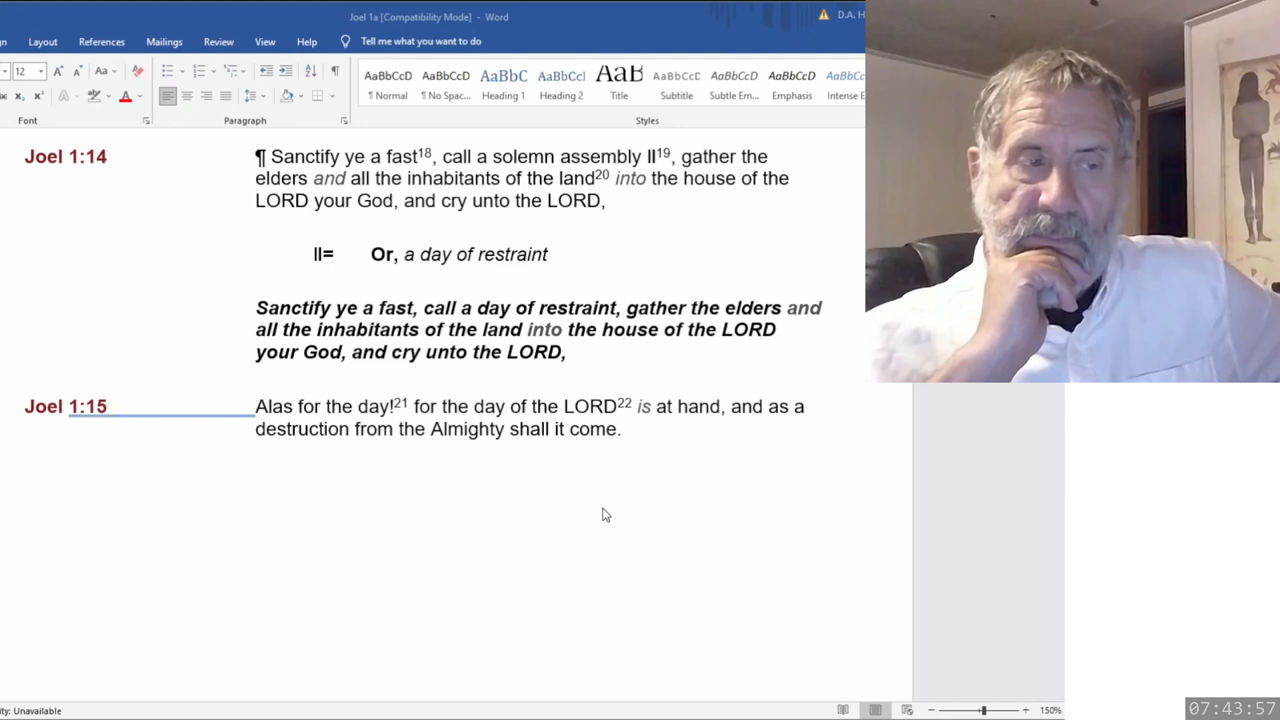 Joel 1a [Compatibility Mode] - Word
D.A. H
gn Layout References Mailings Review View Help Tell me what you want to do
12 Aa
AaBbCcD AaBbCcD AaBbC AaBbCcI AaB AaBbCcD AaBbCcD AaBbCcD AaBbCc
¶ Normal ¶ No Spac... Heading 1 Heading 2 Title Subtitle Subtle Em... Emphasis Intense E
Font Paragraph Styles
Joel 1:14 ¶ Sanctify ye a fast18, call a solemn assembly ll19, gather the
elders and all the inhabitants of the land20 into the house of the
LORD your God, and cry unto the LORD,
ll= Or, a day of restraint
Sanctify ye a fast, call a day of restraint, gather the elders and
all the inhabitants of the land into the house of the LORD
your God, and cry unto the LORD,
Joel 1:15 Alas for the day!21 for the day of the LORD22 is at hand, and as a
destruction from the Almighty shall it come.
ity: Unavailable
150%
07:43:57